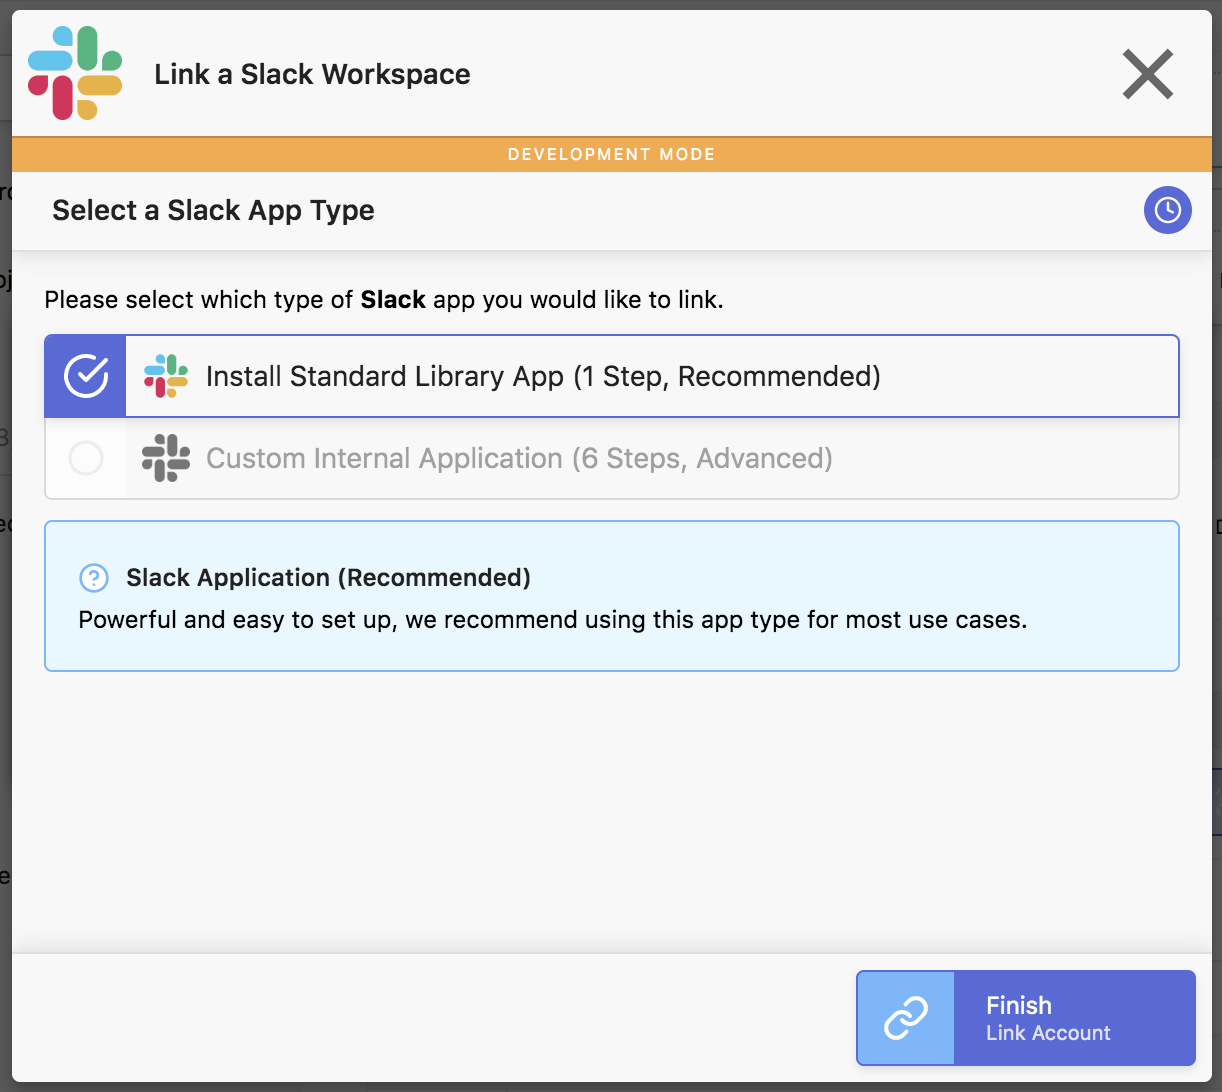 Link a Slack Workspace
DEVELOPMENT MODE
Select a Slack App Type
Please select which type of Slack app you would like to link.
Install Standard Library App (1 Step, Recommended)
Custom Internal Application (6 Steps, Advanced)
Slack Application (Recommended)
Powerful and easy to set up, we recommend using this app type for most use cases.
Finish
Link Account